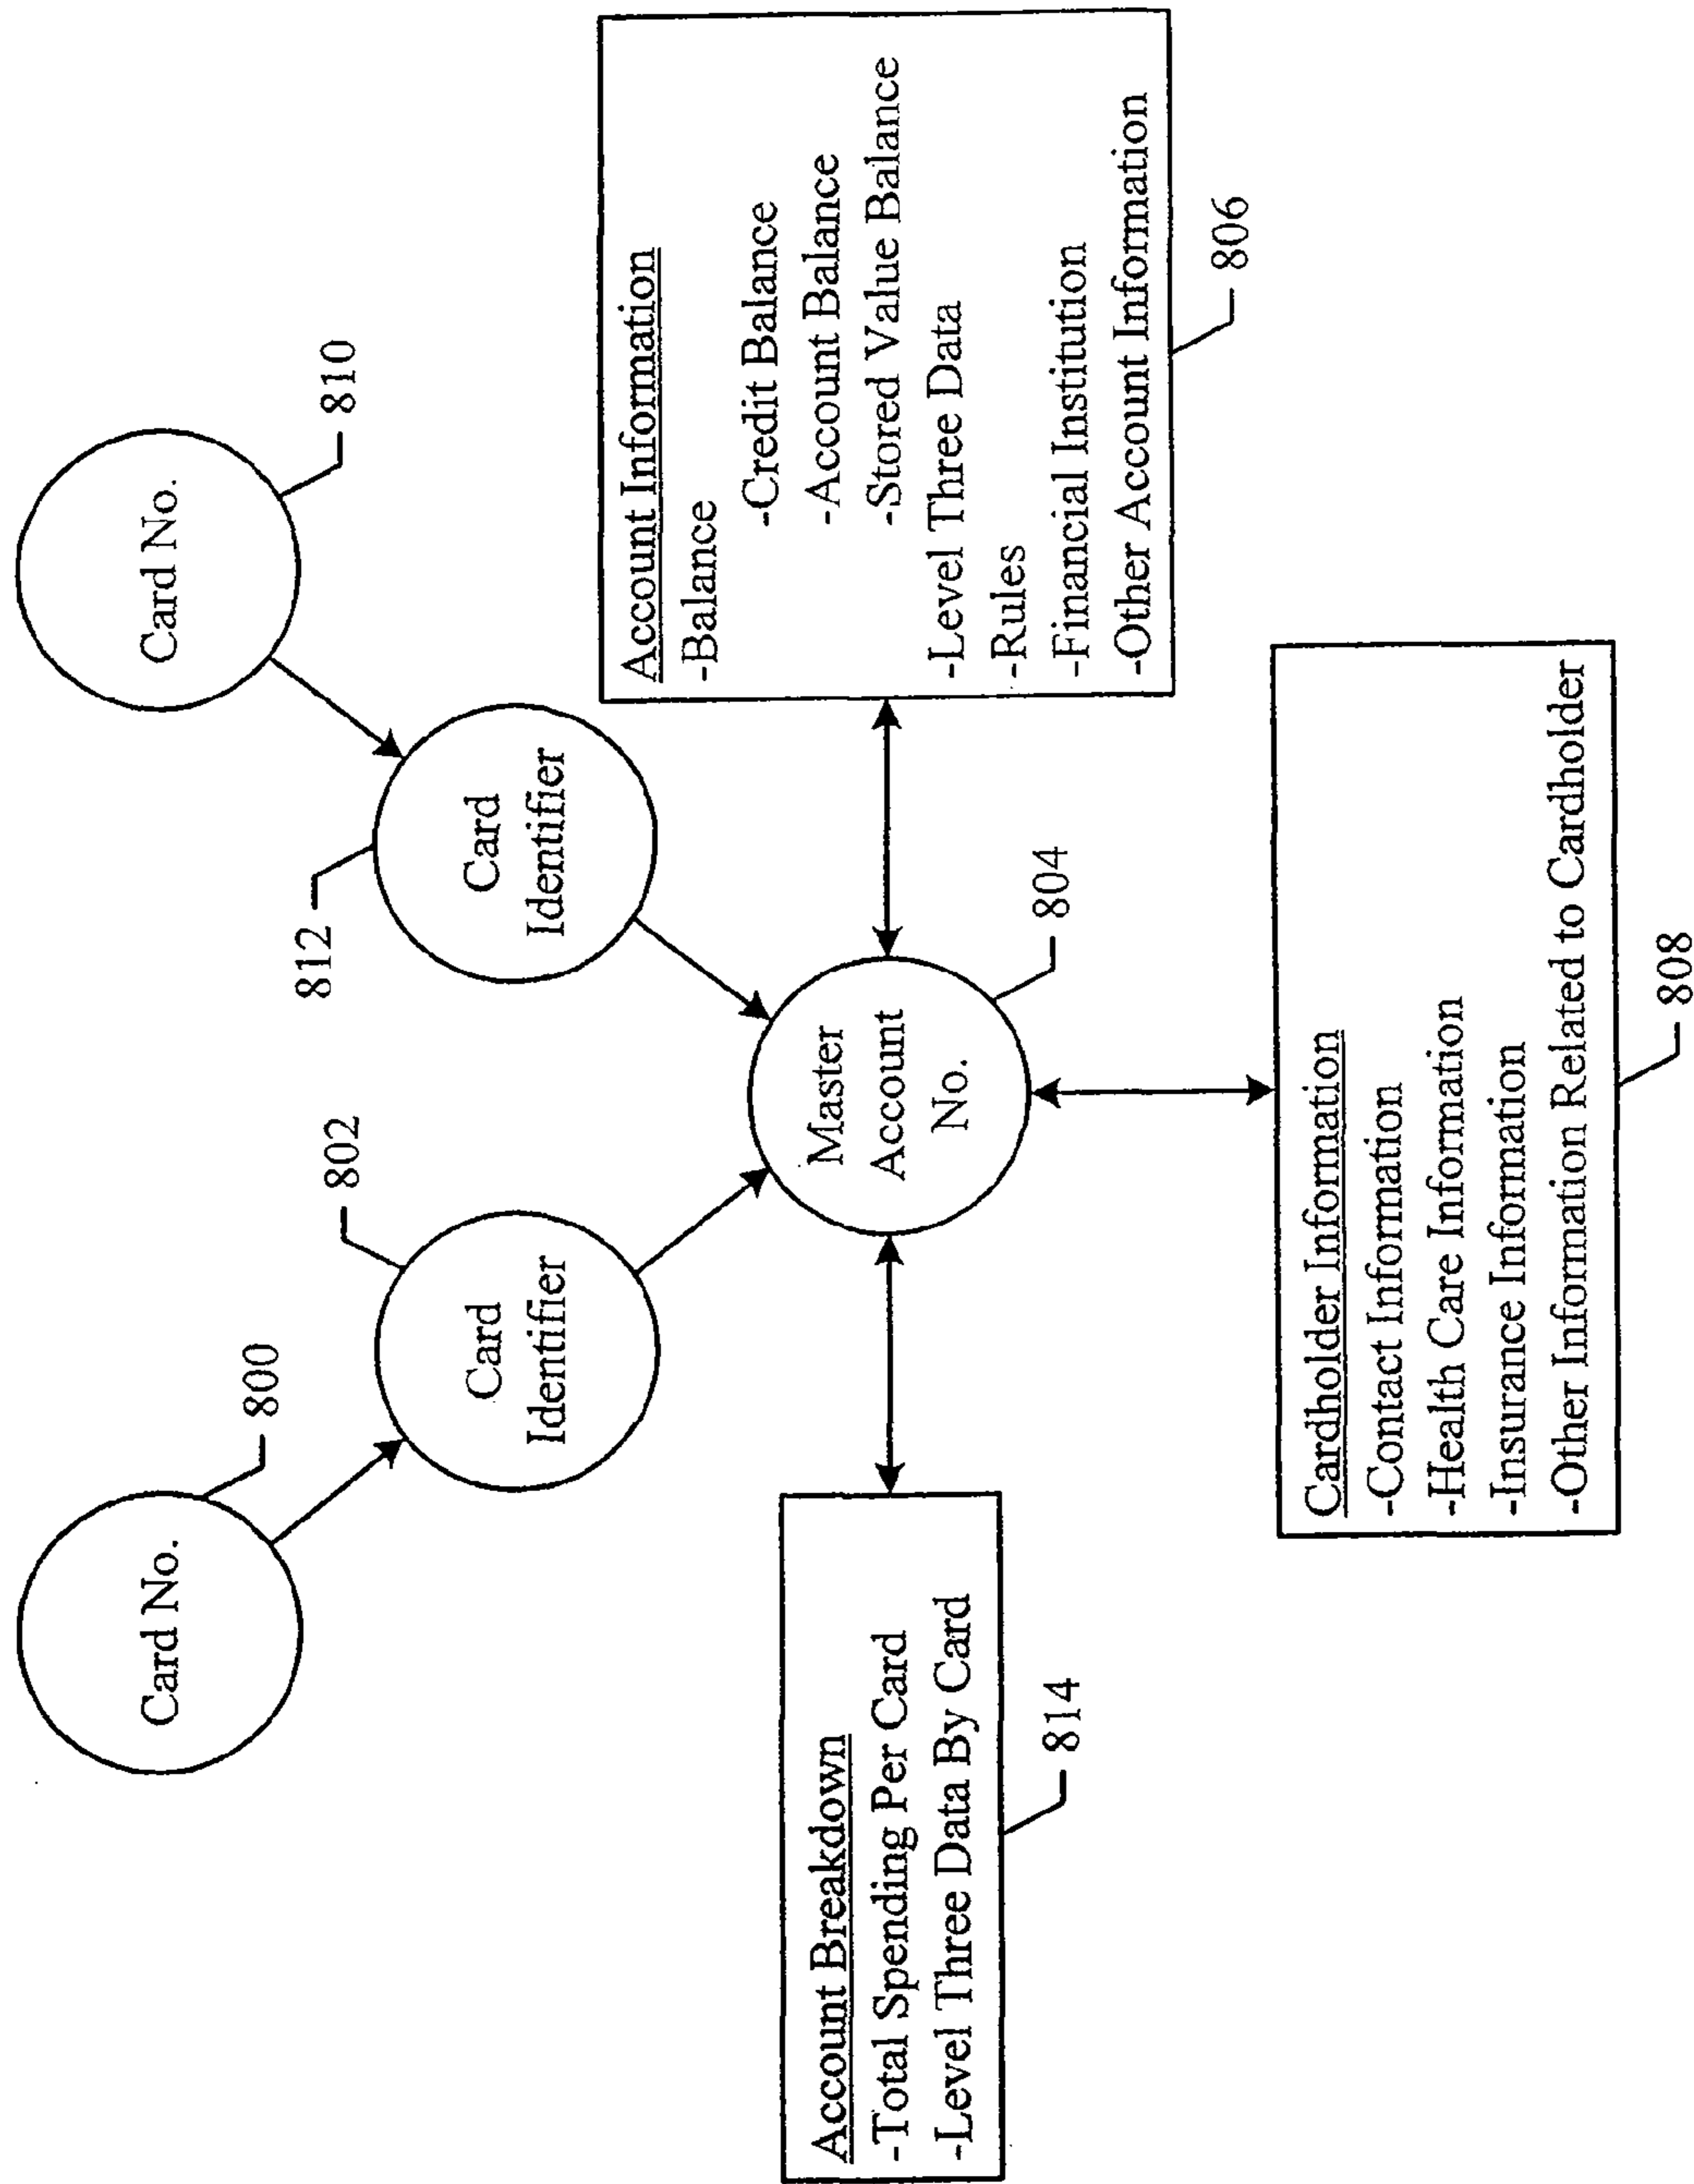 Card No.
800
Card No.
810
Card
Identifier
802
Card
Identifier
812
Master
Account
No.
804
Account Breakdown
-Total Spending Per Card
-Level Three Data By Card
814
Account Information
-Balance
-Credit Balance
-Account Balance
-Stored Value Balance
-Level Three Data
-Rules
-Financial Institution
-Other Account Information
806
Cardholder Information
-Contact Information
-Health Care Information
-Insurance Information
-Other Information Related to Cardholder
808